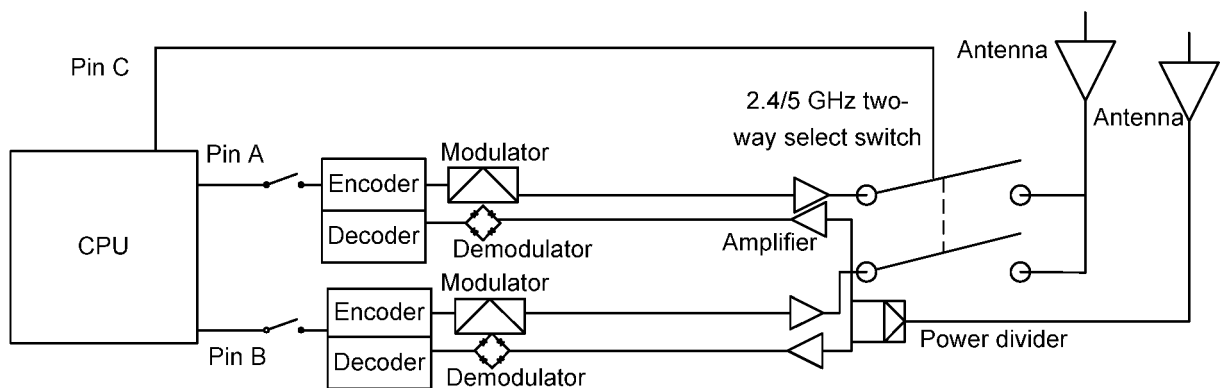 Pin C
Antenna
Antenna
2.4/5 GHz two-
way select switch
Pin A
Modulator
Encoder
Decoder
Demodulator
Amplifier
CPU
Modulator
Encoder
Pin B
Decoder
Demodulator
Power divider